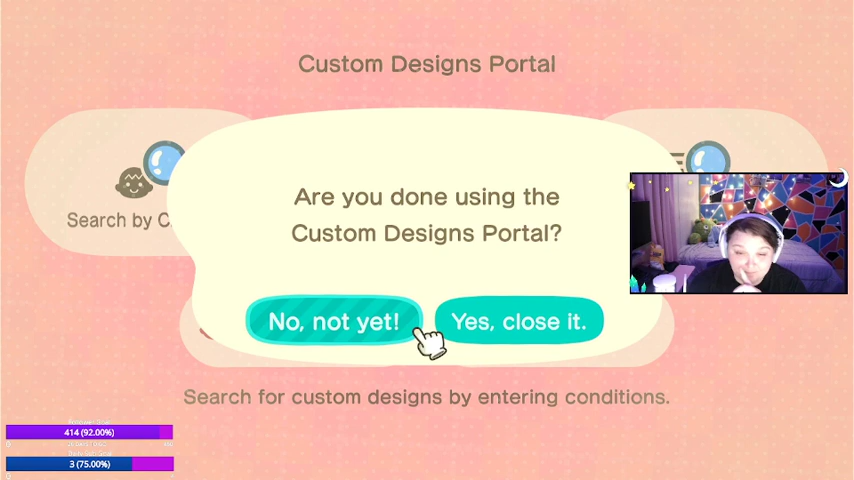 Custom Designs Portal
Search by C
Are you done using the
Custom Designs Portal?
No, not yet!
Yes, close it.
Search for custom designs by entering conditions.
414 (92.00%)
3 (75.00%)